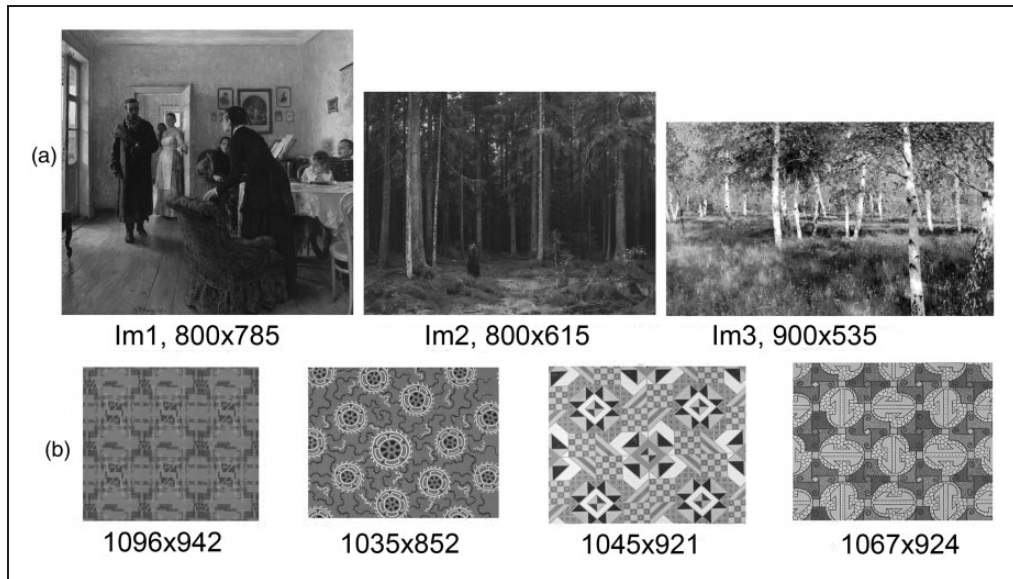 (a)
Im1, 800x785
Im2, 800x615
Im3, 900x535
(b)
1096x942
1035x852
1045x921
1067x924